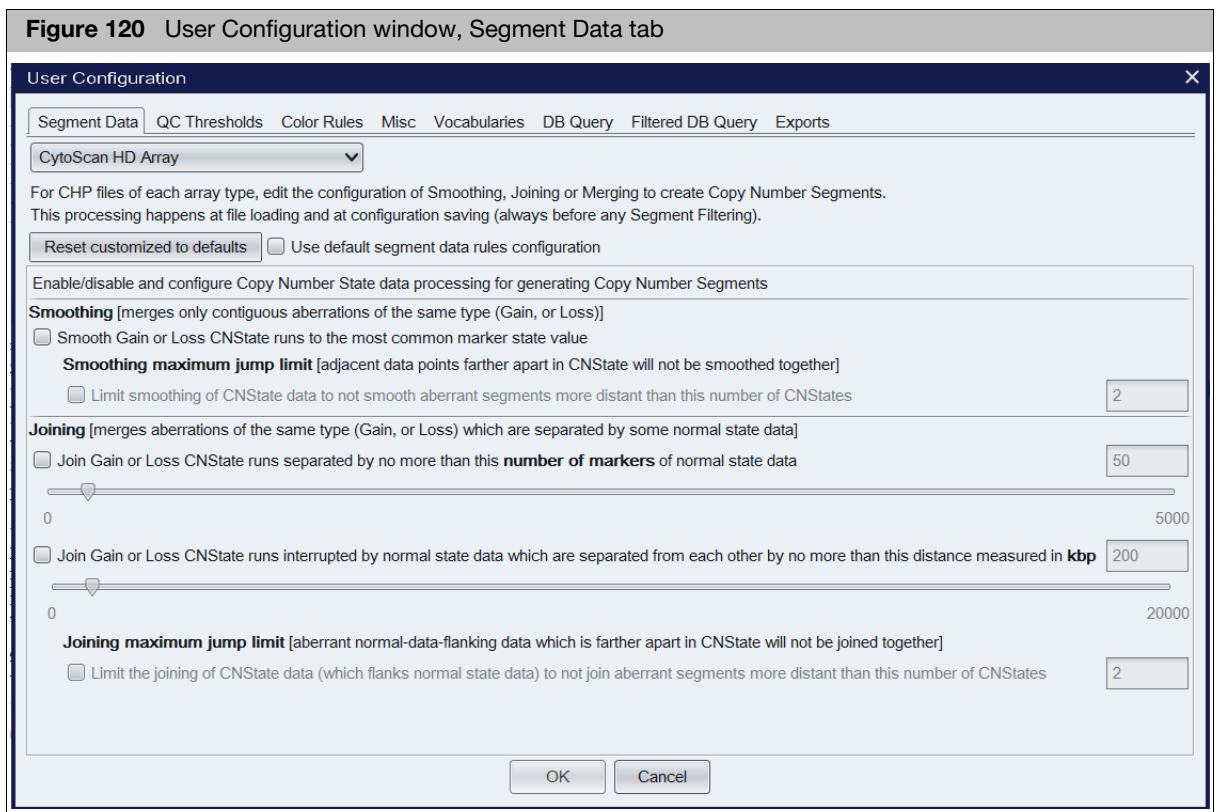 Figure 120 User Configuration window, Segment Data tab
User Configuration
Segment Data QC Thresholds Color Rules Misc Vocabularies DB Query Filtered DB Query Exports
CytoScan HD Array
For CHP files of each array type, edit the configuration of Smoothing, Joining or Merging to create Copy Number Segments.
This processing happens at file loading and at configuration saving (always before any Segment Filtering).
Reset customized to defaults Use default segment data rules configuration
Enable/disable and configure Copy Number State data processing for generating Copy Number Segments
Smoothing [merges only contiguous aberrations of the same type (Gain, or Loss)]
Smooth Gain or Loss CNState runs to the most common marker state value
Smoothing maximum jump limit [adjacent data points farther apart in CNState will not be smoothed together]
Limit smoothing of CNState data to not smooth aberrant segments more distant than this number of CNStates 2
Joining [merges aberrations of the same type (Gain, or Loss) which are separated by some normal state data]
Join Gain or Loss CNState runs separated by no more than this number of markers of normal state data 50
0 5000
Join Gain or Loss CNState runs interrupted by normal state data which are separated from each other by no more than this distance measured in kbp 200
0 20000
Joining maximum jump limit [aberrant normal-data-flanking data which is farther apart in CNState will not be joined together]
Limit the joining of CNState data (which flanks normal state data) to not join aberrant segments more distant than this number of CNStates 2
OK Cancel